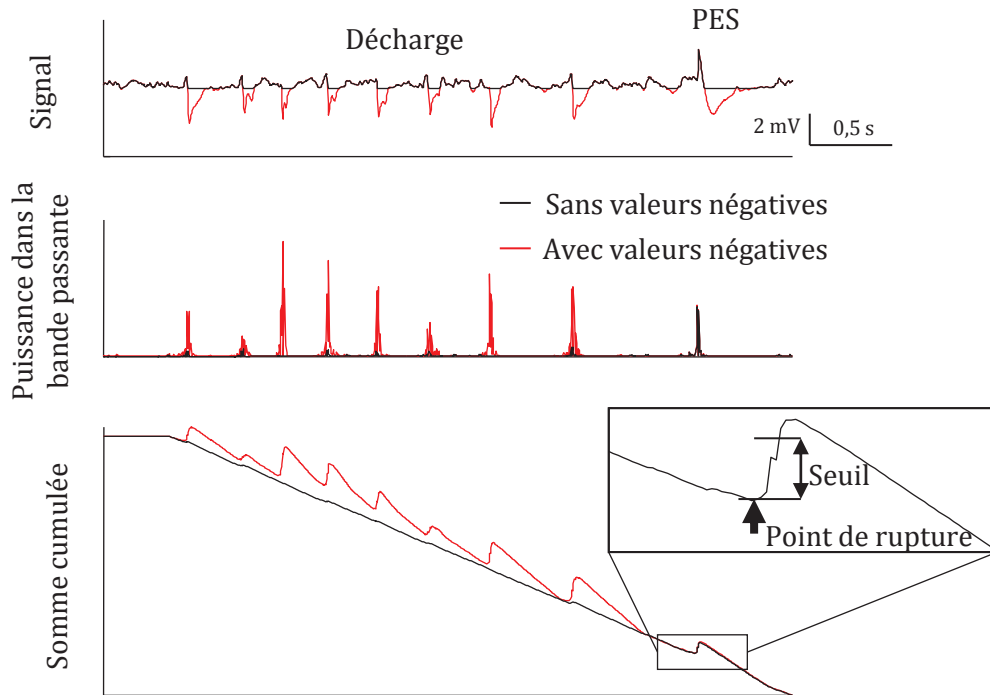 PES
Décharge
Signal
2 mV
0,5 s
Puissance dans la
bande passante
Sans valeurs négatives
Avec valeurs négatives
Somme cumulée
Seuil
Point de rupture